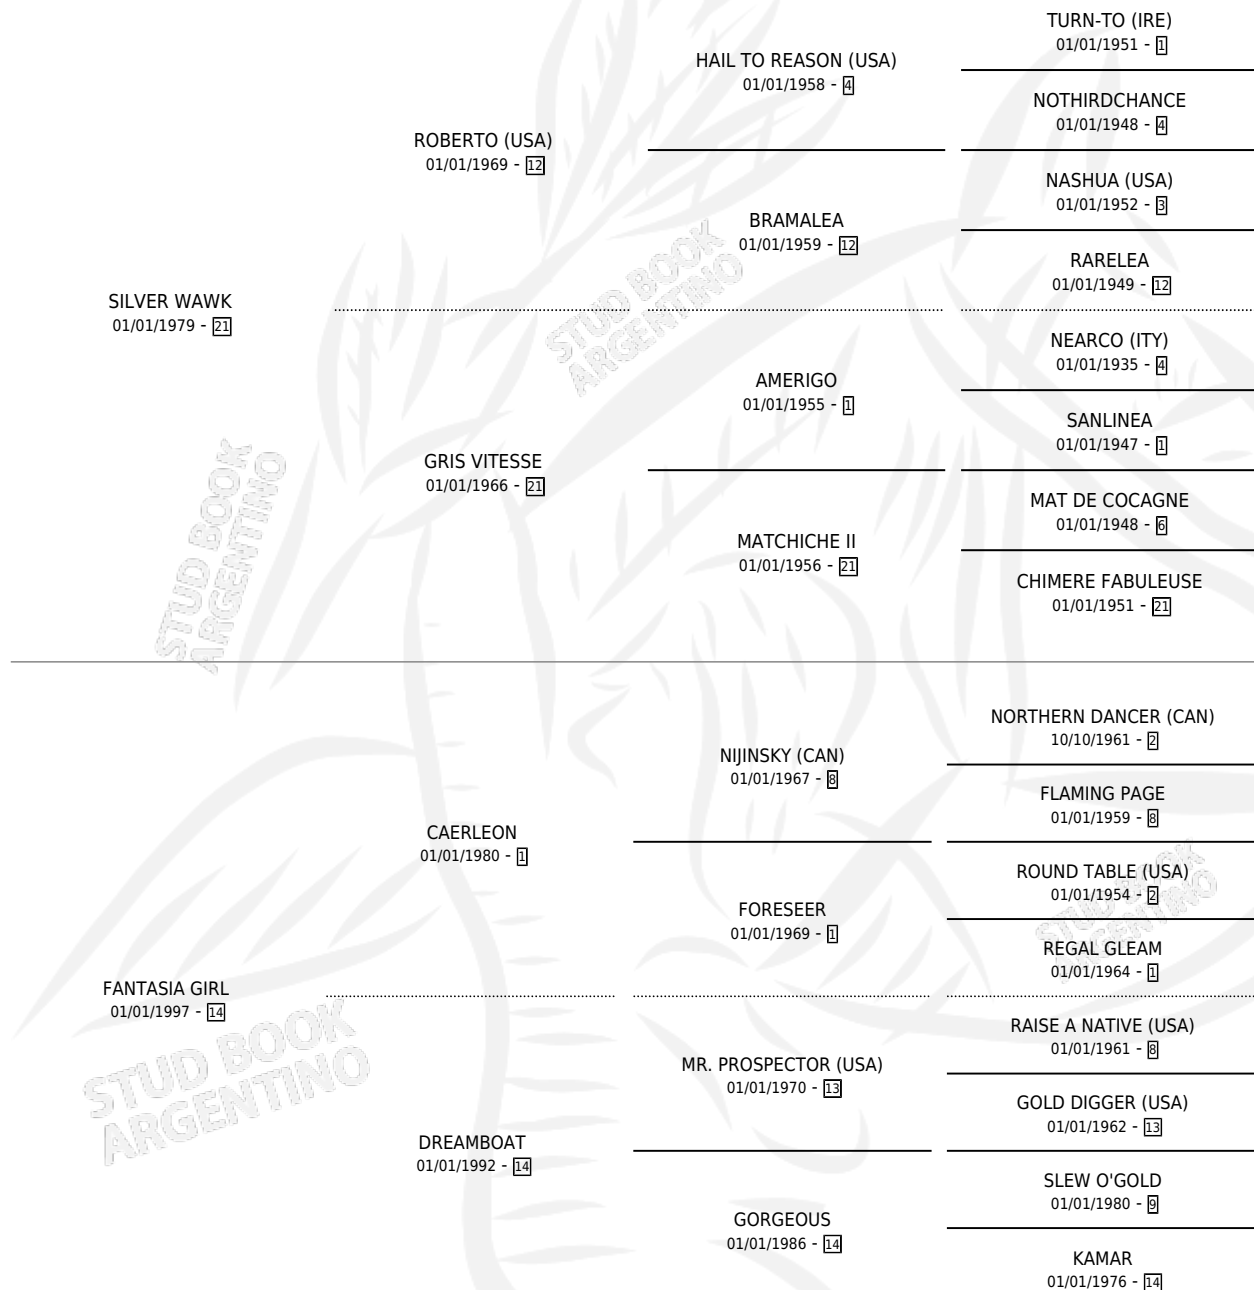 TURN-TO (IRE)
01/01/1951 - 1
HAIL TO REASON (USA)
01/01/1958 - 4
NOTHIRDCHANCE
01/01/1948 - 4
ROBERTO (USA)
01/01/1969 - 12
NASHUA (USA)
01/01/1952 - 3
BRAMALEA
01/01/1959 - 12
RARELEA
01/01/1949 - 12
SILVER WAWK
01/01/1979 - 21
NEARCO (ITY)
01/01/1935 - 4
AMERIGO
01/01/1955 - 1
SANLINEA
01/01/1947 - 1
GRIS VITESSE
01/01/1966 - 21
MAT DE COCAGNE
01/01/1948 - 6
MATCHICHE II
01/01/1956 - 21
CHIMERE FABULEUSE
01/01/1951 - 21
NORTHERN DANCER (CAN)
10/10/1961 - 2
NIJINSKY (CAN)
01/01/1967 - 8
FLAMING PAGE
01/01/1959 - 8
CAERLEON
01/01/1980 - 1
ROUND TABLE (USA)
01/01/1954 - 2
FORESEER
01/01/1969 - 1
REGAL GLEAM
01/01/1964 - 1
FANTASIA GIRL
01/01/1997 - 14
RAISE A NATIVE (USA)
01/01/1961 - 8
MR. PROSPECTOR (USA)
01/01/1970 - 13
GOLD DIGGER (USA)
01/01/1962 - 13
DREAMBOAT
01/01/1992 - 14
SLEW O'GOLD
01/01/1980 - 9
GORGEOUS
01/01/1986 - 14
KAMAR
01/01/1976 - 14
STUD BOOK
ARGENTINO
STUD BOOK
ARGENTINO
STUD BOOK
ARGENTINO
STUD BOOK
ARGENTINO